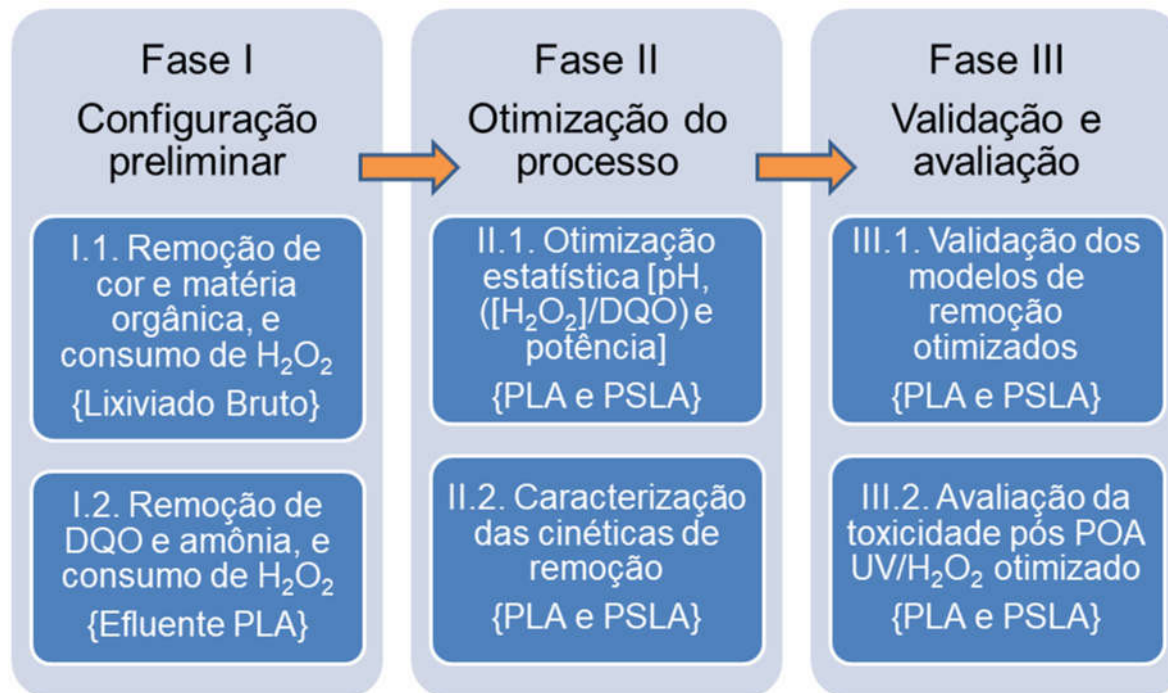 Fase I
Configuração
preliminar
I.1. Remoção de
cor e matéria
orgânica, e
consumo de H₂O₂
{Lixiviado Bruto}
I.2. Remoção de
DQO e amônia, e
consumo de H₂O₂
{Efluente PLA}
Fase II
Otimização do
processo
II.1. Otimização
estatística [pH,
([H₂O₂]/DQO) e
potência]
{PLA e PSLA}
II.2. Caracterização
das cinéticas de
remoção
{PLA e PSLA}
Fase III
Validação e
avaliação
III.1. Validação dos
modelos de
remoção
otimizados
{PLA e PSLA}
III.2. Avaliação da
toxicidade pós POA
UV/H₂O₂ otimizado
{PLA e PSLA}